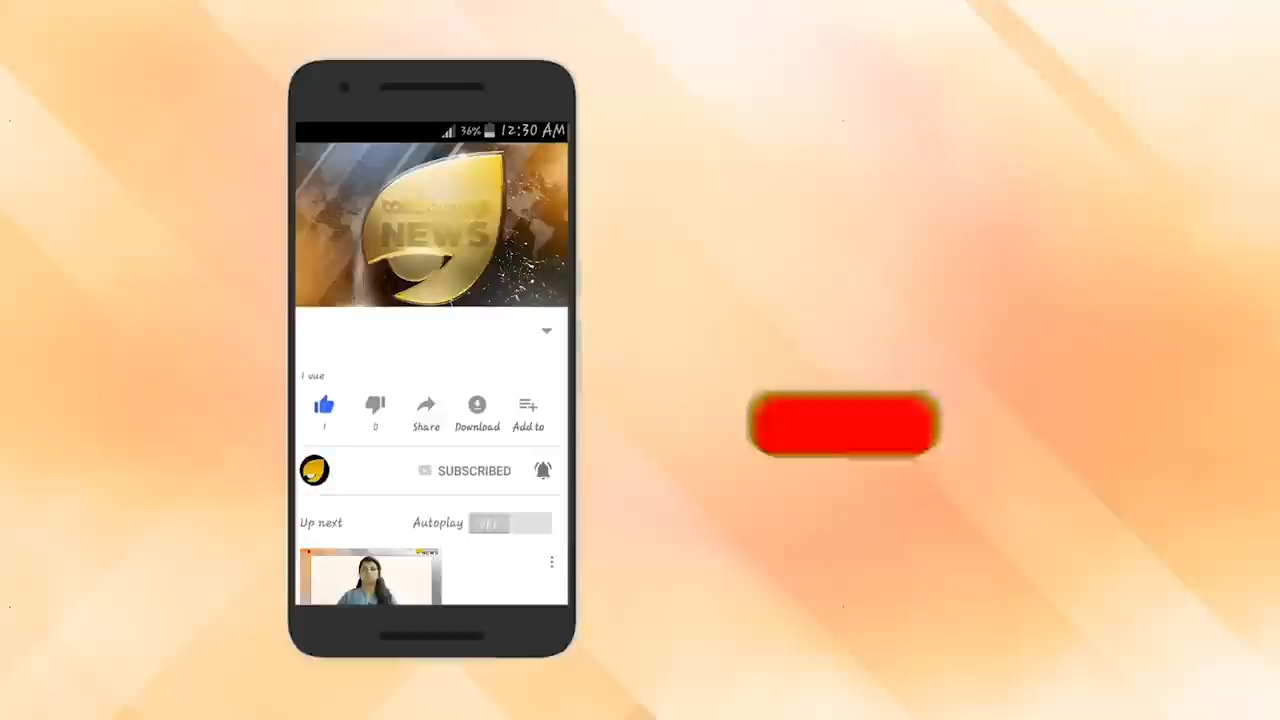 36% 12:30 AM
NEWS
1 vue
1 0 Share Download Add to
SUBSCRIBED
Up next Autoplay
NEWS